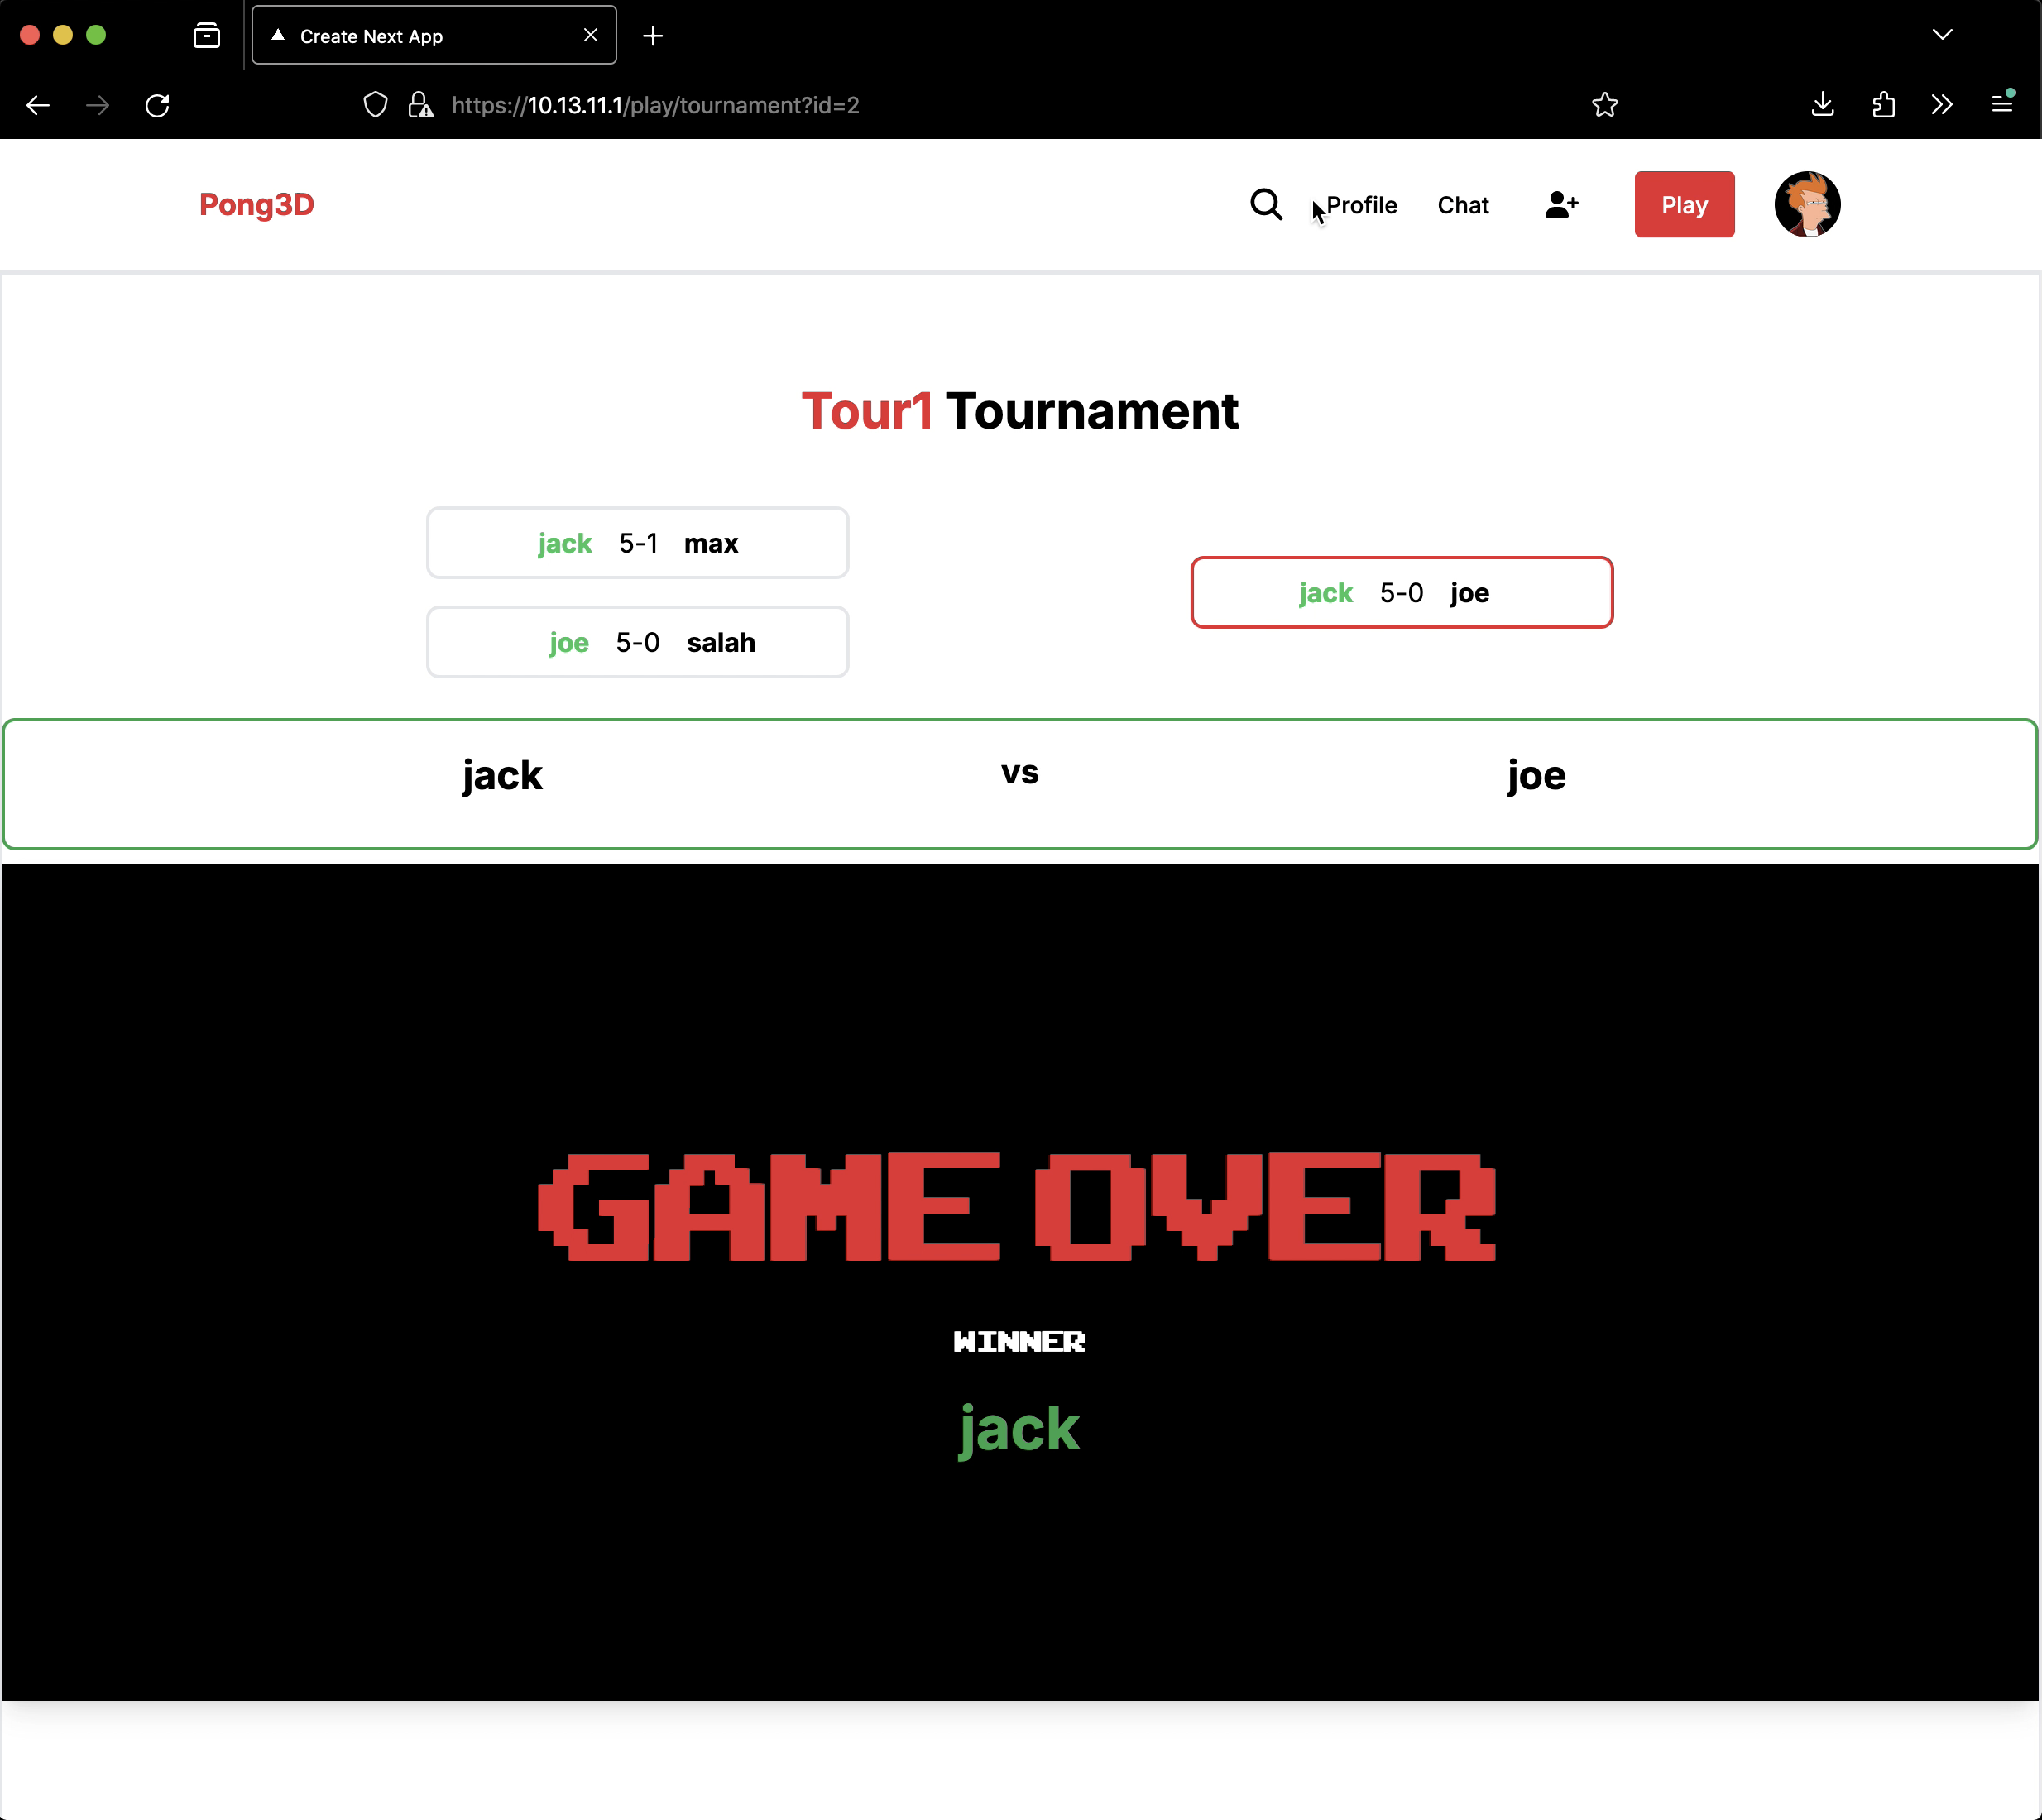 Create Next App
https://10.13.11.1/play/tournament?id=2
Pong3D Profile Chat Play
Tour1 Tournament
jack 5-1 max
jack 5-0 joe
joe 5-0 salah
jack vs joe
GAME OVER
WINNER
jack